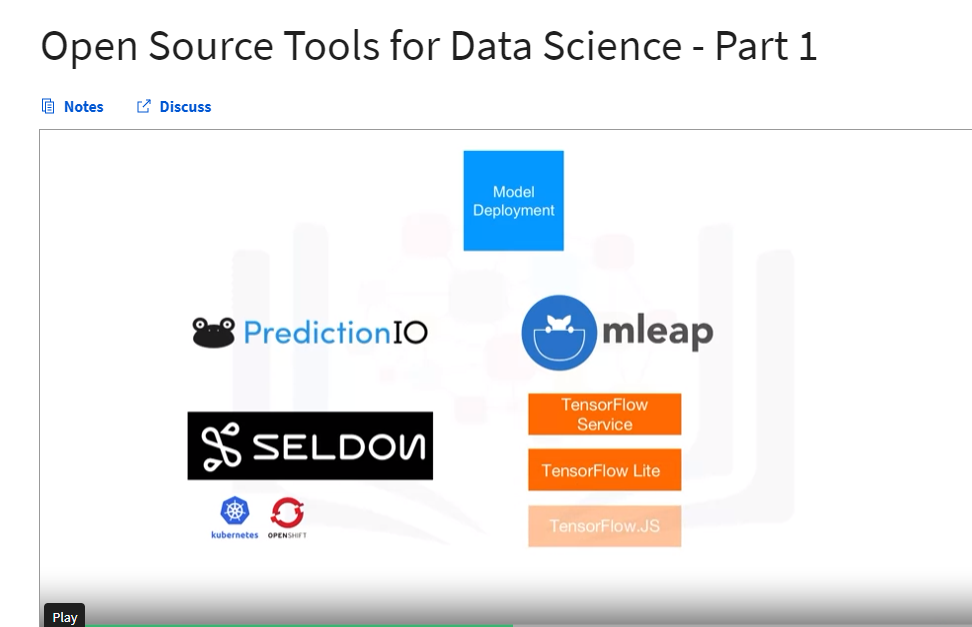 Open Source Tools for Data Science - Part 1
Notes
Discuss
Model
Deployment
PredictionIO
mleap
SELDON
TensorFlow
Service
TensorFlow Lite
TensorFlow.JS
kubernetes
OPENSHIFT
Play